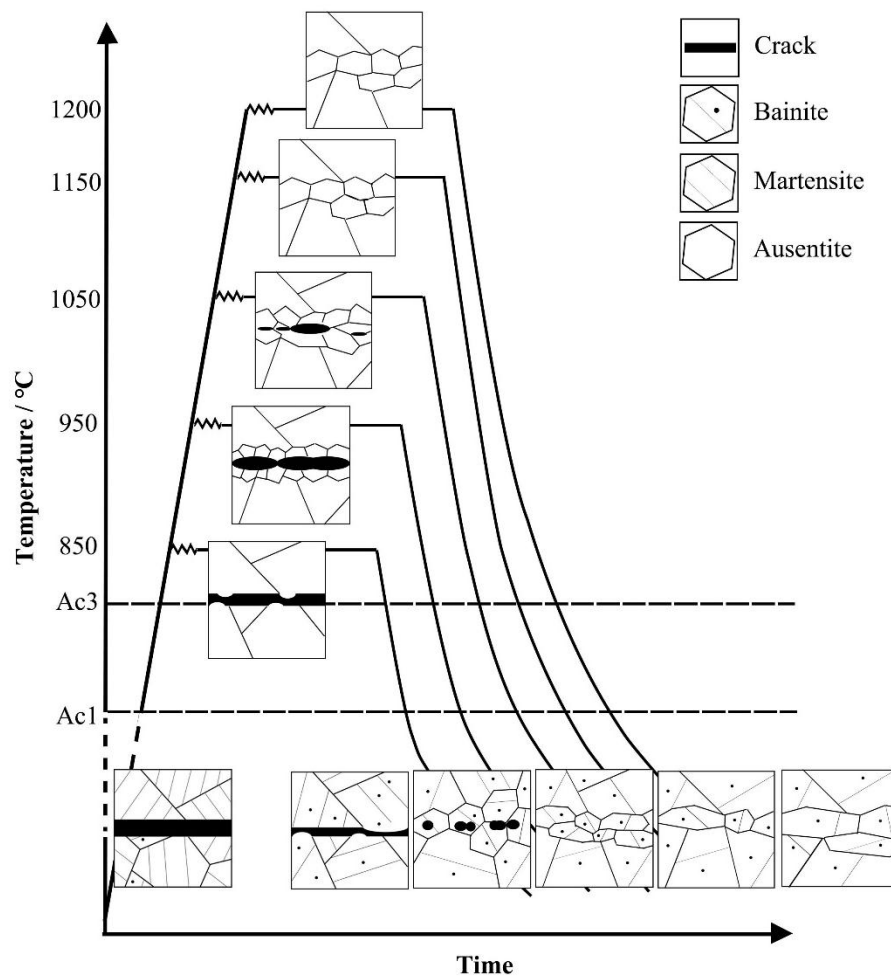 1200
1150
1050
950
850
Ac3
Ac1
Temperature / °C
Time
Crack
Bainite
Martensite
Ausentite